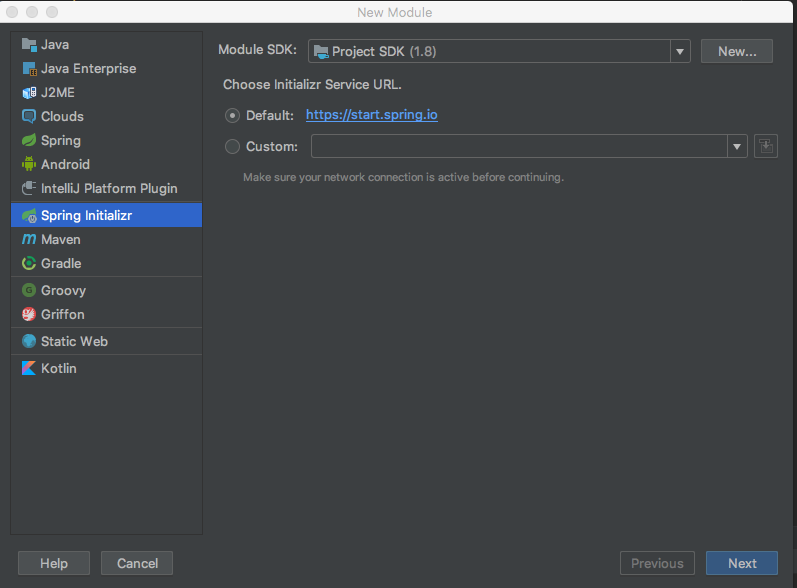 New Module
Java
Java Enterprise
J2ME
Clouds
Spring
Android
IntelliJ Platform Plugin
Spring Initializr
Maven
Gradle
Groovy
Griffon
Static Web
Kotlin
Module SDK: Project SDK (1.8) New...
Choose Initializr Service URL.
Default: https://start.spring.io
Custom:
Make sure your network connection is active before continuing.
Help Cancel Previous Next